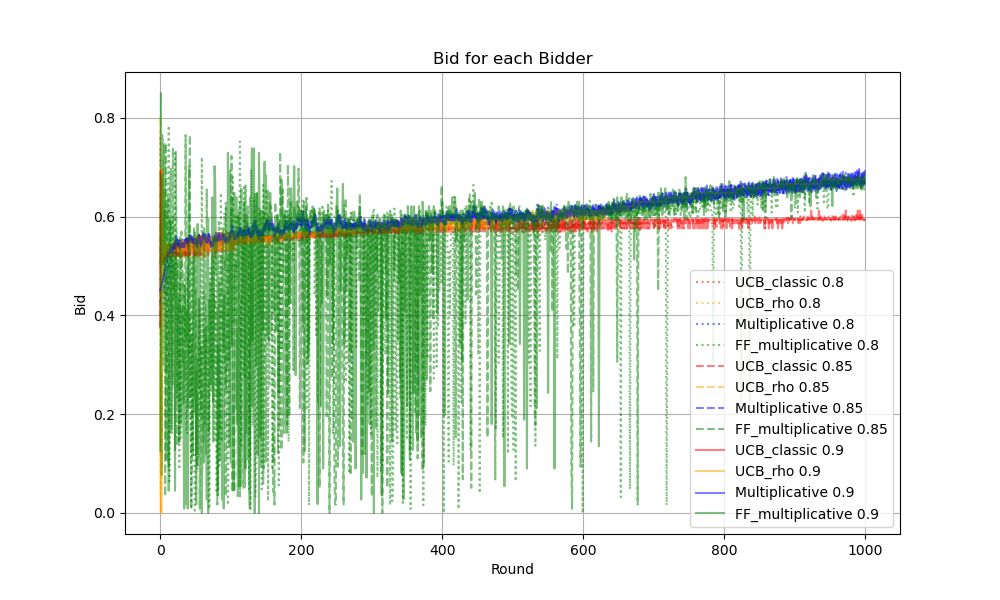 Bid for each Bidder
Bid
0.8
0.6
0.4
0.2
0.0
0
200
400
600
800
1000
Round
UCB_classic 0.8
UCB_rho 0.8
Multiplicative 0.8
FF_multiplicative 0.8
UCB_classic 0.85
UCB_rho 0.85
Multiplicative 0.85
FF_multiplicative 0.85
UCB_classic 0.9
UCB_rho 0.9
Multiplicative 0.9
FF_multiplicative 0.9